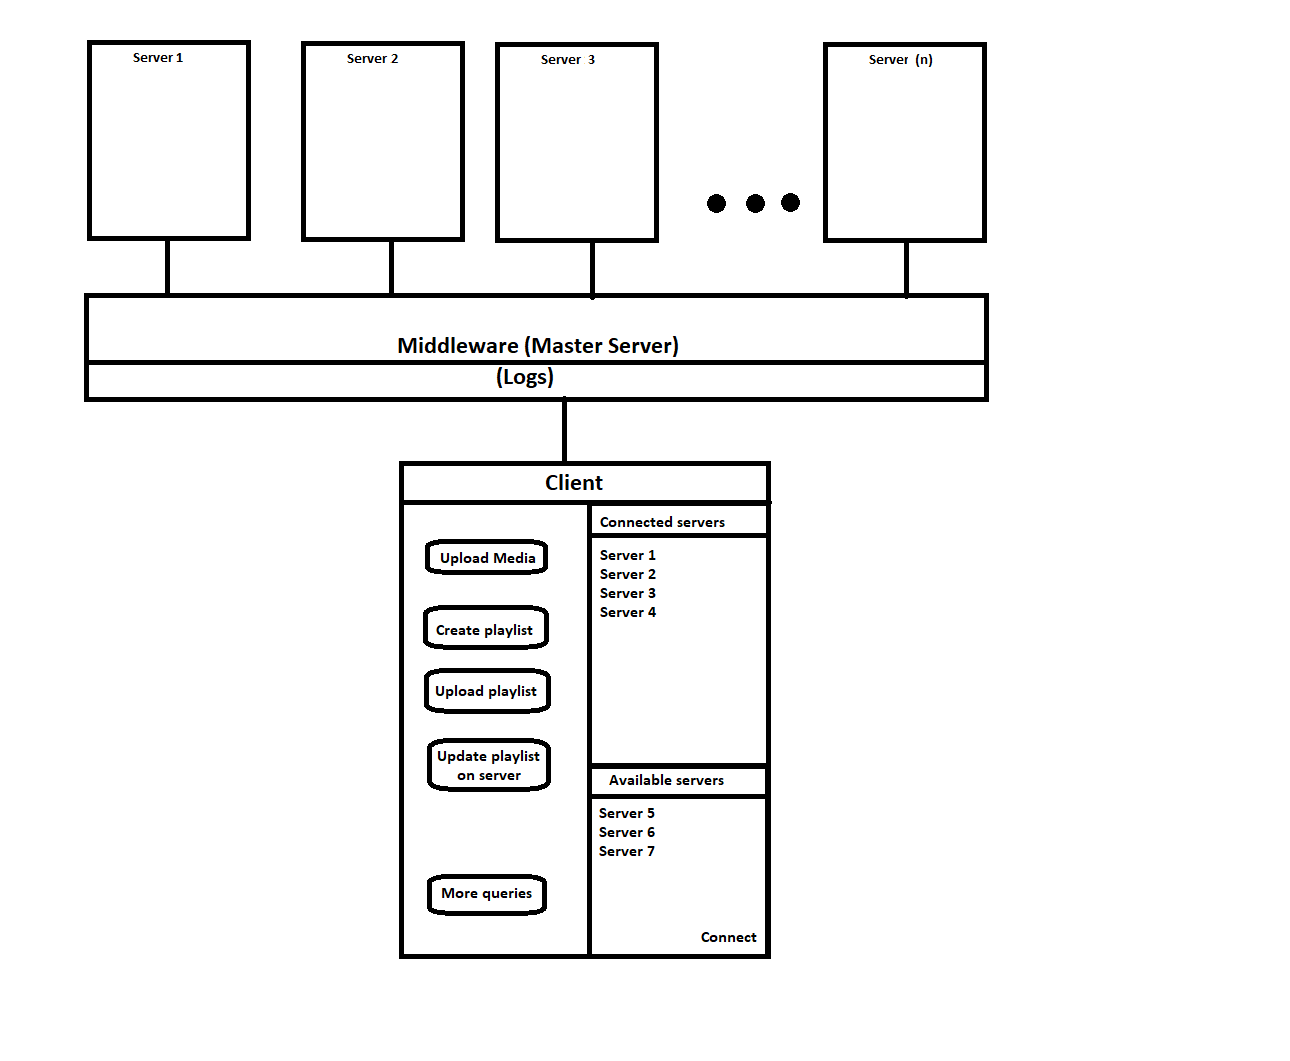 Server 1
Server 2
Server 3
Server (n)
Middleware (Master Server)
(Logs)
Client
Connected servers
Upload Media
Server 1
Server 2
Server 3
Server 4
Create playlist
Upload playlist
Update playlist
on server
Available servers
Server 5
Server 6
Server 7
More queries
Connect